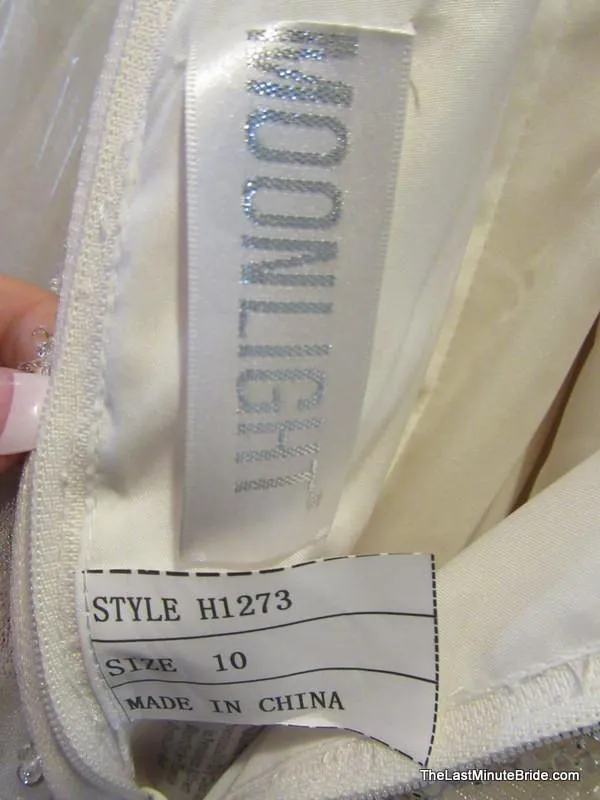 MOONLIGHT
STYLE H1273
SIZE 10
MADE IN CHINA
TheLastMinuteBride.com